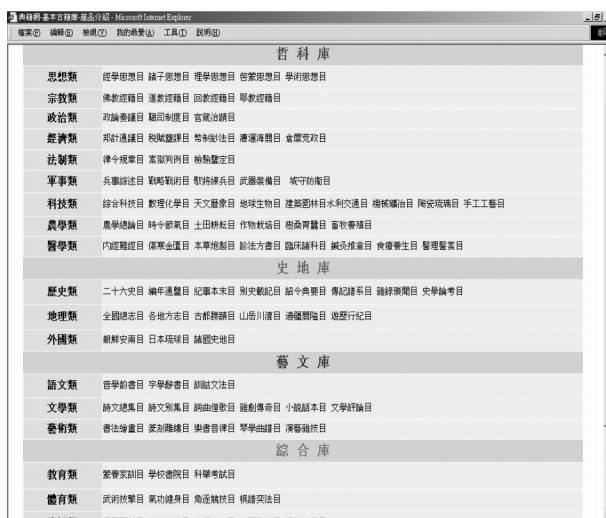 典籍網-基本古籍庫-產品介紹 - Microsoft Internet Explorer
檔案(F) 編輯(E) 檢視(V) 我的最愛(A) 工具(T) 說明(H)
哲科庫
思想類 經學思想目 諸子思想目 理學思想目 啓蒙思想目 學術思想目
宗教類 佛教經籍目 道教經籍目 回教經籍目 耶教經籍目
政治類 政論奏議目 職司制度目 官箴治蹟目
經濟類 邦計通議目 稅賦鹽課目 幣制鈔法目 漕運海關目 倉廩荒政目
法制類 律令規章目 案獄判例目 檢驗鑒定目
軍事類 兵事綜述目 戰略戰術目 馭將練兵目 武器裝備目 城守防衛目
科技類 綜合科技目 數理化學目 天文曆象目 地球生物目 建築園林目水利交通目 機械礦冶目 陶瓷琉璃目 手工工藝目
農學類 農學總論目 時令節氣目 土田耕耘目 作物栽培目 樹桑育蠶目 畜牧養殖目
醫學類 內經難經目 傷寒金匱目 本草炮製目 診法方書目 臨床諸科目 鍼灸推拿目 食療養生目 醫理醫案目
史地庫
歷史類 二十六史目 編年通鑒目 紀事本末目 別史載記目 詔令典要目 傳記譜系目 雜錄瑣聞目 史學論考目
地理類 全國總志目 各地方志目 古都勝蹟目 山岳川瀆目 邊疆關隘目 遊歷行紀目
外國類 朝鮮安南目 日本琉球目 諸國史地目
藝文庫
語文類 音學韵書目 字學辭書目 訓詁文法目
文學類 詩文總集目 詩文別集目 詞曲俚歌目 雜劇傳奇目 小説話本目 文學評論目
藝術類 書法繪畫目 篆刻雕鏤目 樂書音律目 琴學曲譜目 演藝雜技目
綜合庫
教育類 蒙養家訓目 學校書院目 科舉考試目
體育類 武術技擊目 氣功健身目 角逐競技目 棋譜奕法目